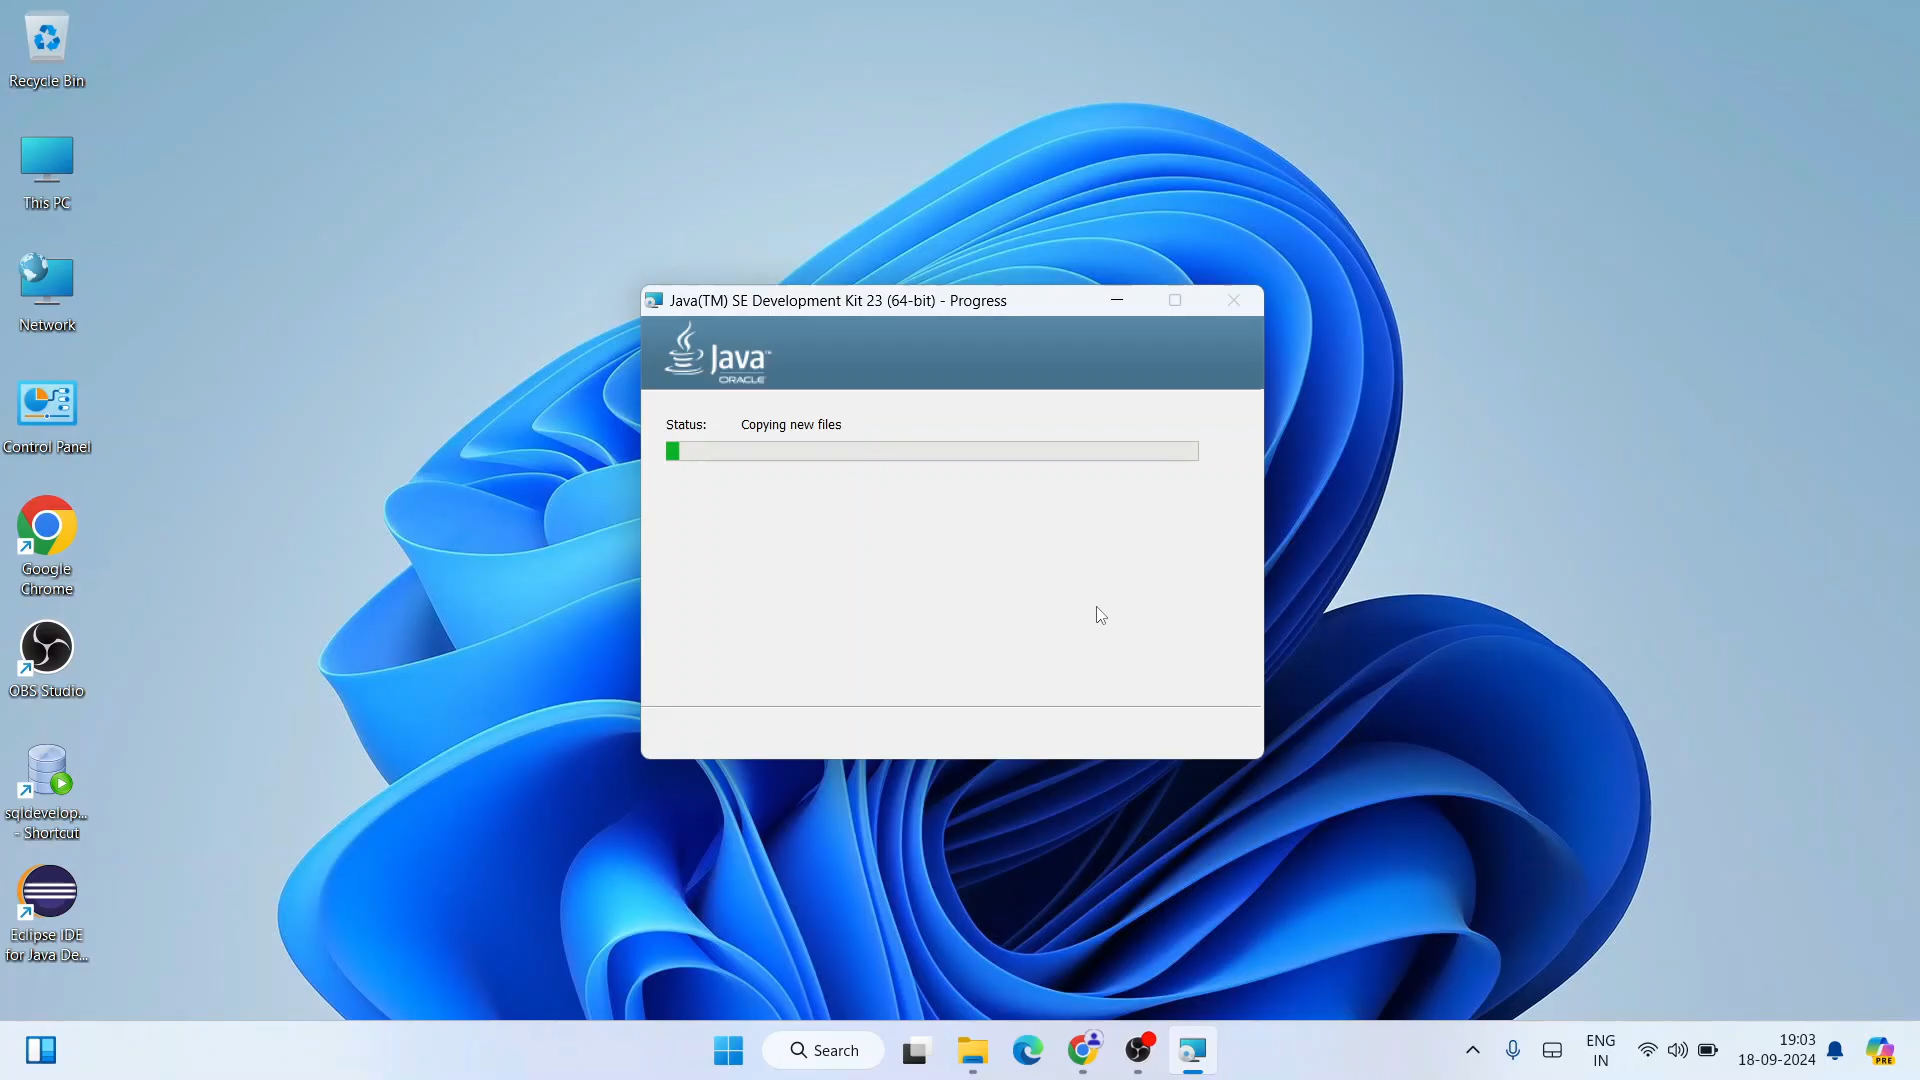 Recycle Bin
This PC
Network
Control Panel
Google
Chrome
OBS Studio
sqldevelop...
- Shortcut
Eclipse IDE
for Java De...
Java(TM) SE Development Kit 23 (64-bit) - Progress
Java™
ORACLE
Status: Copying new files
Search
ENG
IN
19:03
18-09-2024
PRE